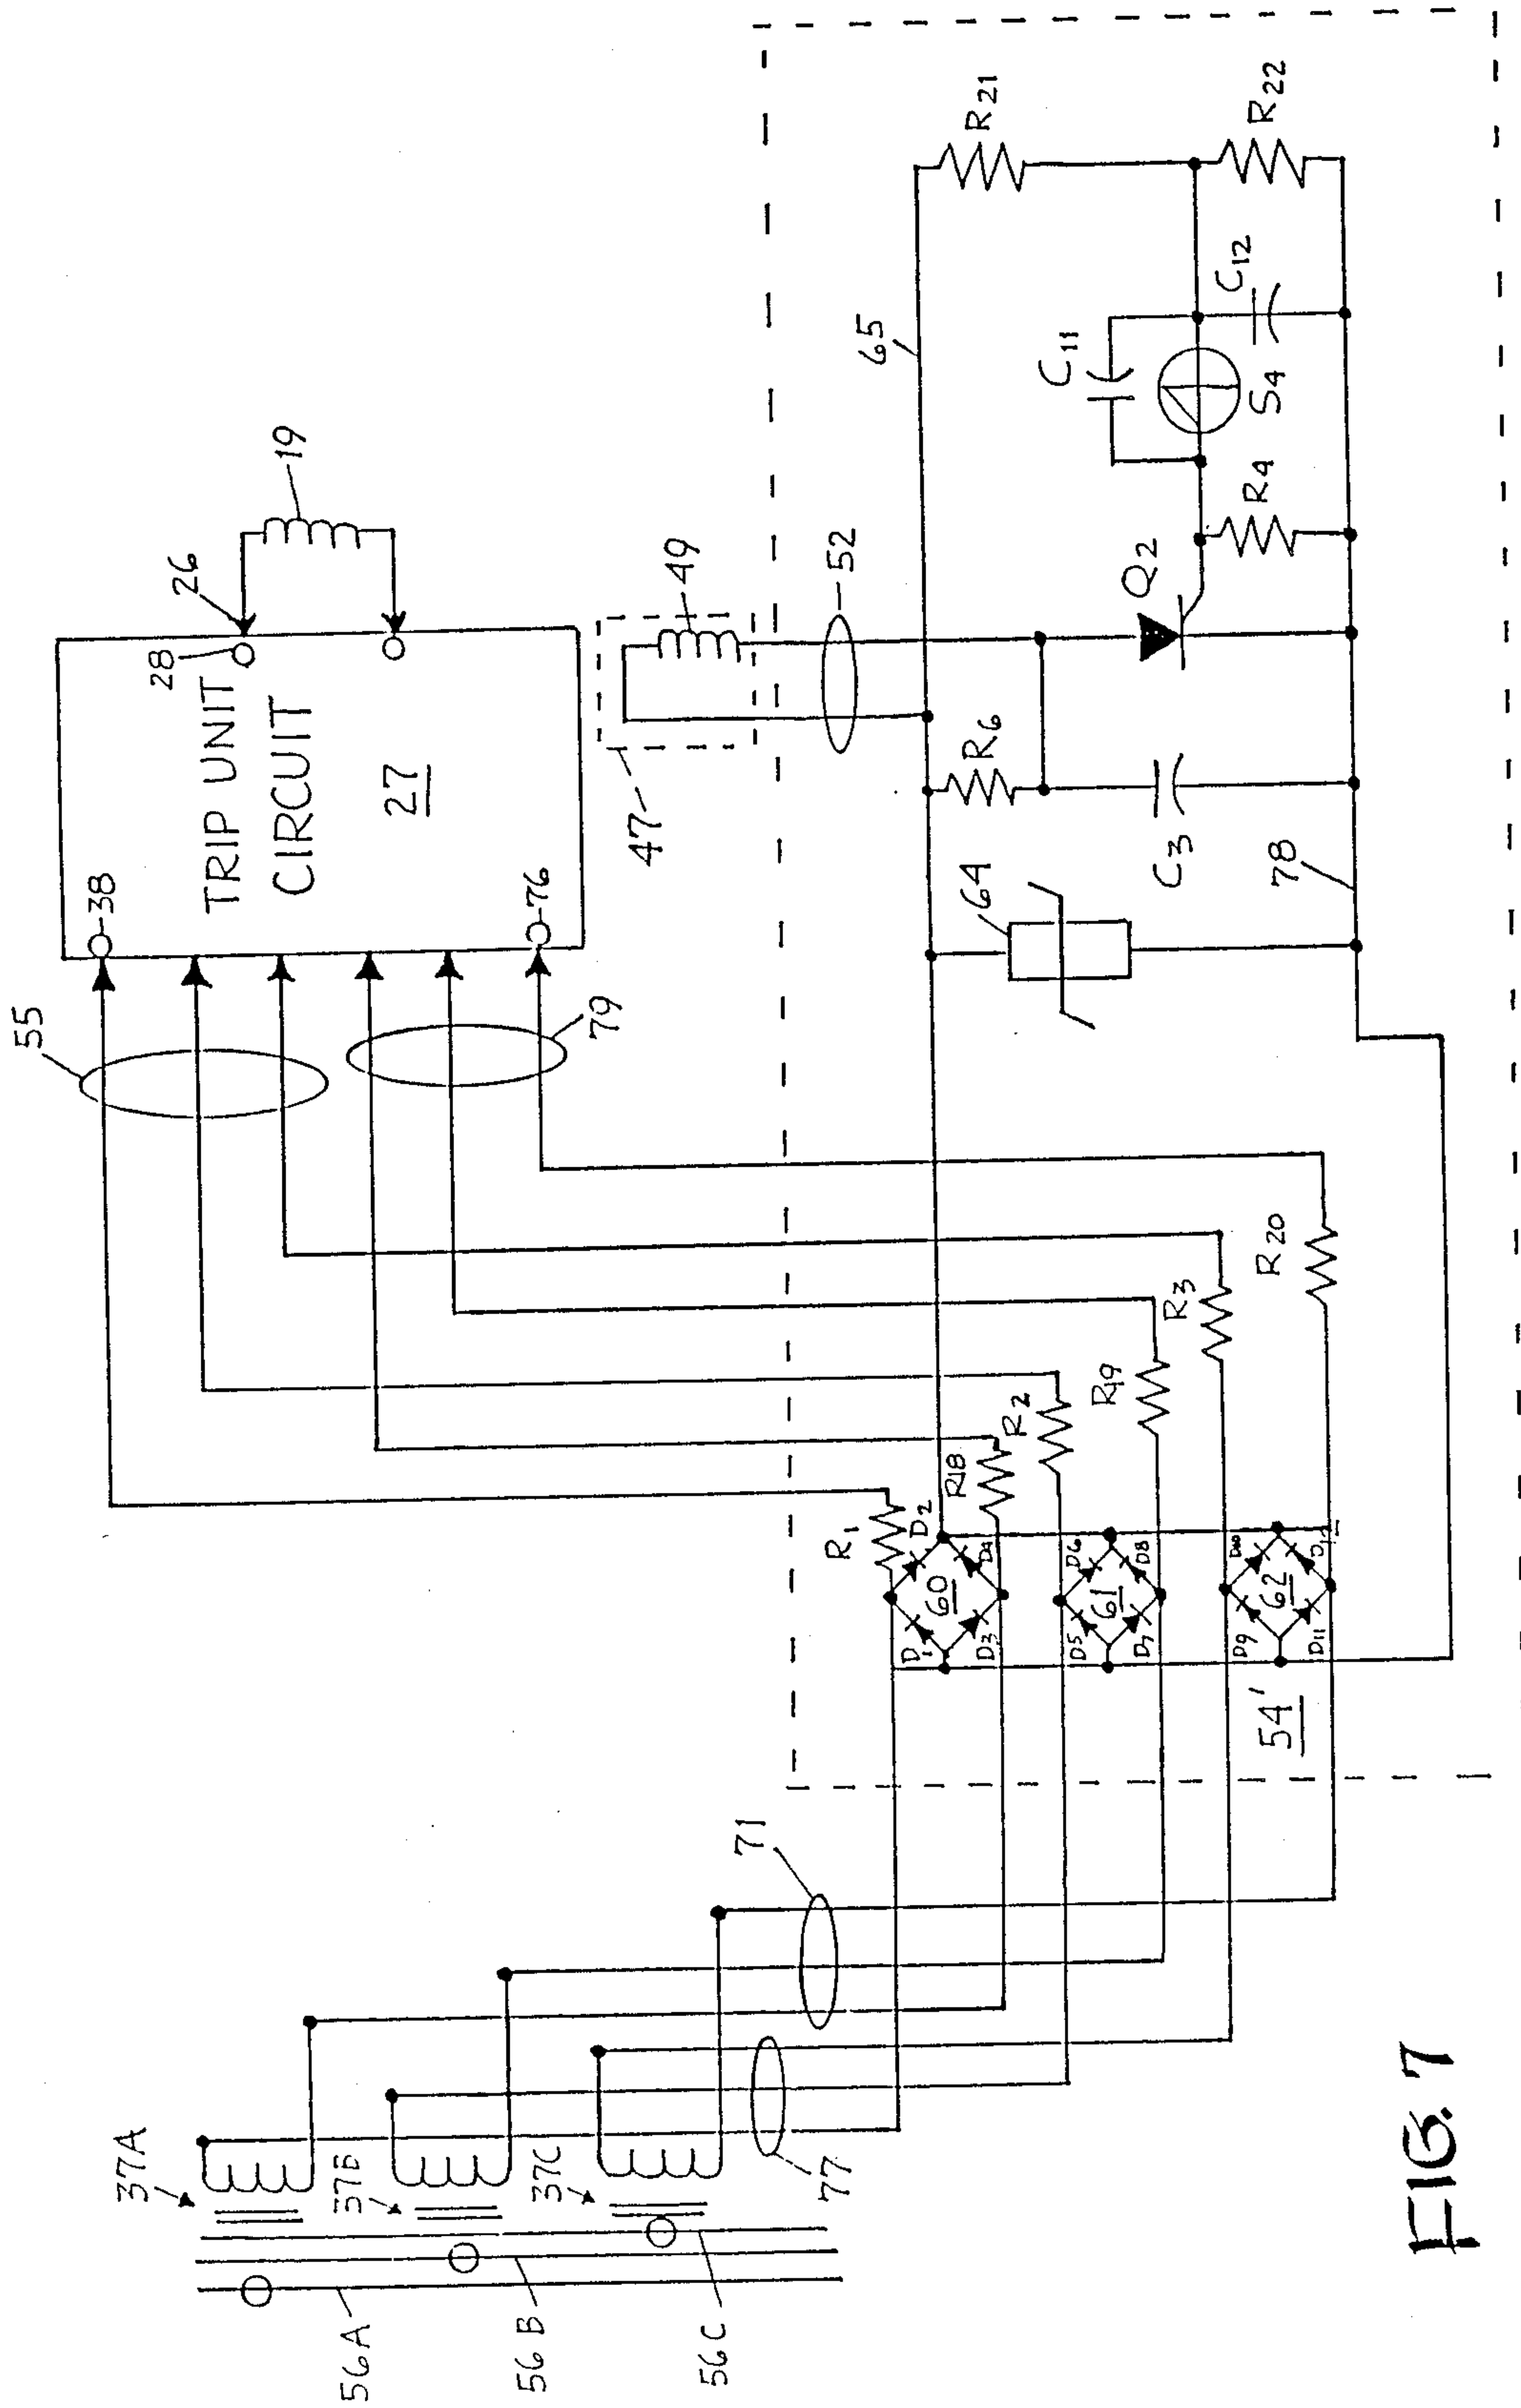 37A
37B
37C
56A
56B
56C
77
71
55
79
38
76
TRIP UNIT
CIRCUIT
27
28
26
19
47
49
52
65
64
78
R1
R18
R2
R19
R3
R20
D1
D2
D3
D4
60
D5
D6
D7
D8
61
D9
D10
D11
D12
62
54'
R6
C3
Q2
R4
S4
C11
C12
R21
R22
FIG. 7